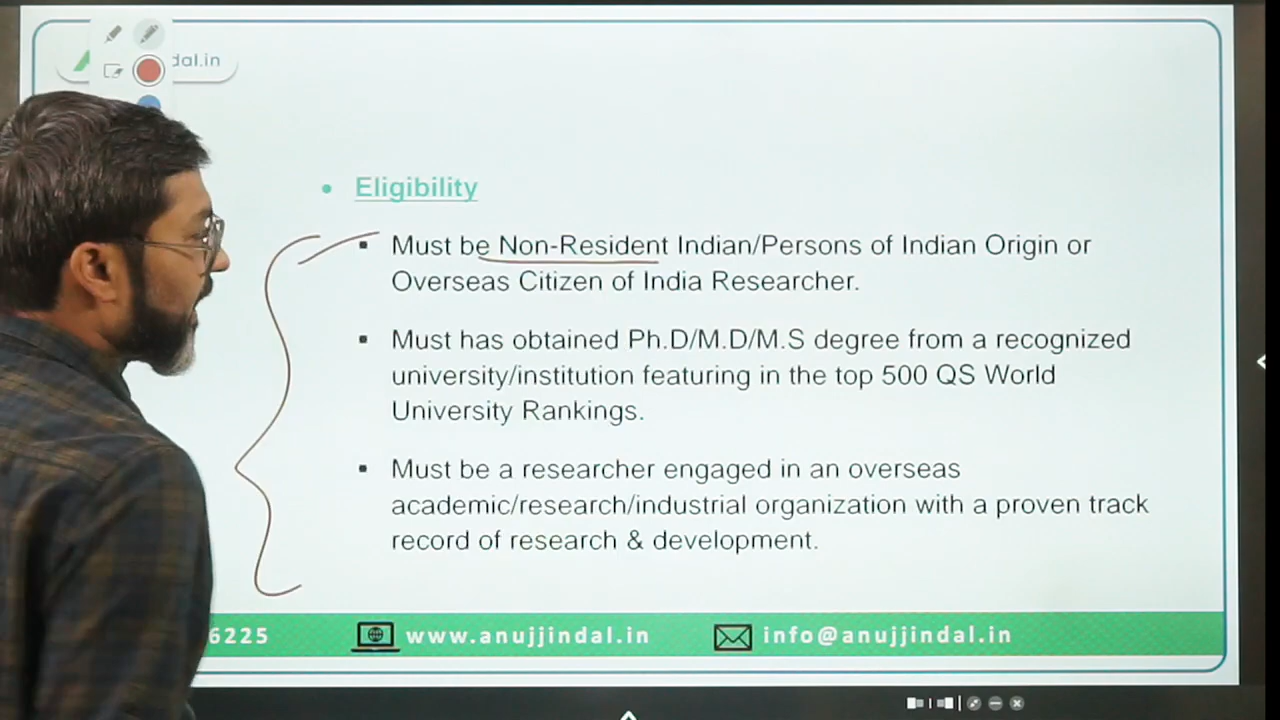 dal.in
Eligibility
Must be Non-Resident Indian/Persons of Indian Origin or
Overseas Citizen of India Researcher.
Must has obtained Ph.D/M.D/M.S degree from a recognized
university/institution featuring in the top 500 QS World
University Rankings.
Must be a researcher engaged in an overseas
academic/research/industrial organization with a proven track
record of research & development.
6225 www.anujjindal.in info@anujjindal.in